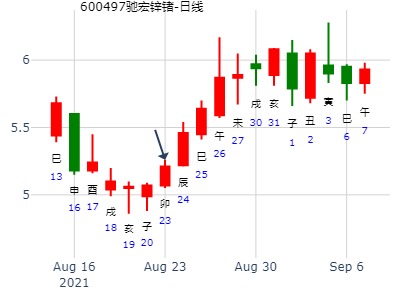 600497驰宏锌锗-日线
6
5.5
5
巳
13
申
16
酉
17
戌
18
亥
19
子
20
卯
23
辰
24
巳
25
午
26
未
27
戌
30
亥
31
子
1
丑
2
寅
3
巳
6
午
7
Aug 16
2021
Aug 23
Aug 30
Sep 6